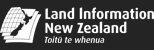 Land Information
New Zealand
Toitū te whenua